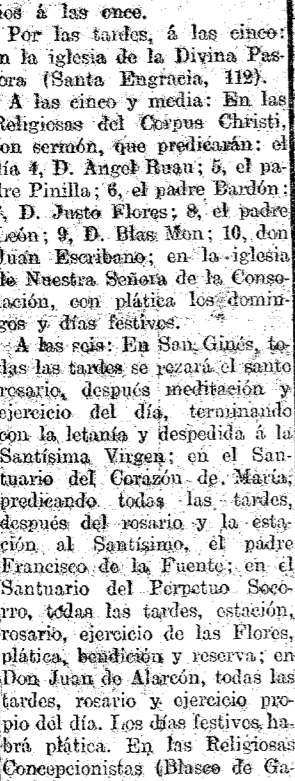 ios á las once.
Por las tardes, á las cinco:
n la iglesia de la Divina Pas-
ora (Santa Engracia, 112).
A las cinco y media: En las
Religiosas del Corpus Christi,
on sermón, que predicarán: el
ía 4, D. Angel Ruau; 5, el pa-
dre Pinilla; 6, el padre Bardón;
, D. Justo Flores; 8, el padre
León; 9, D. Blas Mon; 10, don
Juan Escribano; en la iglesia
de Nuestra Señora de la Conso-
lación, con plática los domin-
gos y días festivos.
A las seis: En San Ginés, to-
das las tardes se rezará el santo
rosario, después meditación y
ejercicio del día, terminando
con la letanía y despedida á la
Santísima Virgen; en el San-
tuario del Corazón de María,
predicando todas las tardes,
después del rosario y la esta-
ción al Santísimo, el padre
Francisco de la Fuente; en el
Santuario del Perpetuo Soco-
rro, todas las tardes, estación,
rosario, ejercicio de las Flores,
plática, bendición y reserva; en
Don Juan de Alarcón, todas las
tardes, rosario y ejercicio pro-
pio del día. Los días festivos ha-
brá plática. En las Religiosas
Concepcionistas (Blasco de Ga-